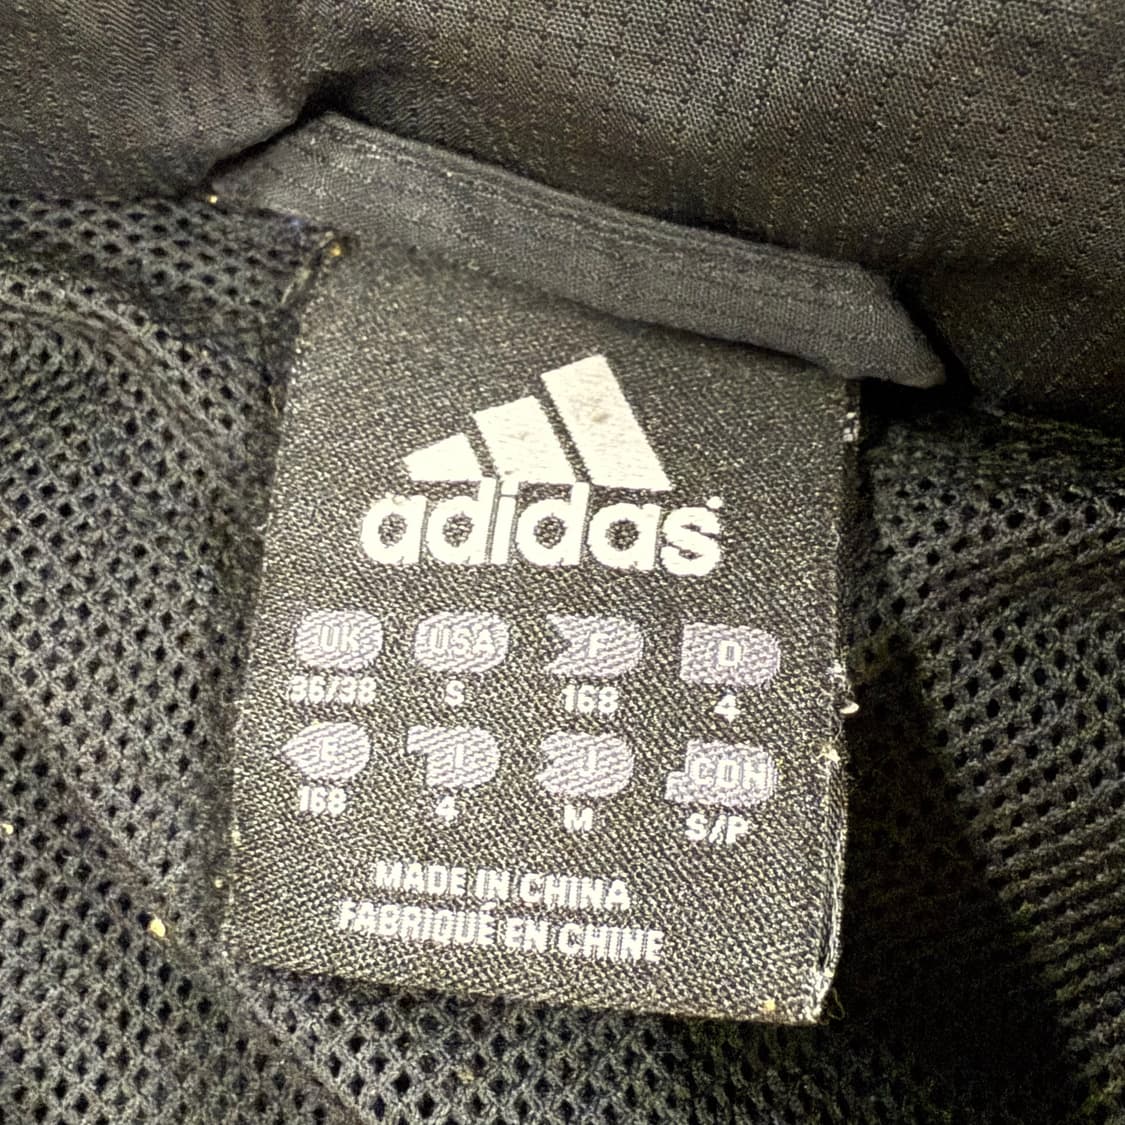 adidas
UK USA F D
36/38 S 168 4
E I J CDN
168 4 M S/P
MADE IN CHINA
FABRIQUÉ EN CHINE